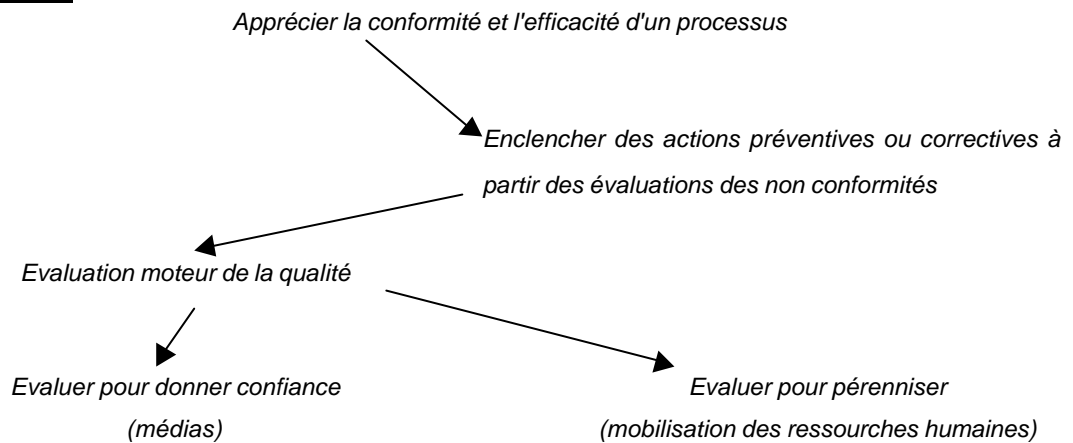 Apprécier la conformité et l'efficacité d'un processus
Enclencher des actions préventives ou correctives à
partir des évaluations des non conformités
Evaluation moteur de la qualité
Evaluer pour donner confiance
(médias)
Evaluer pour pérenniser
(mobilisation des ressourches humaines)